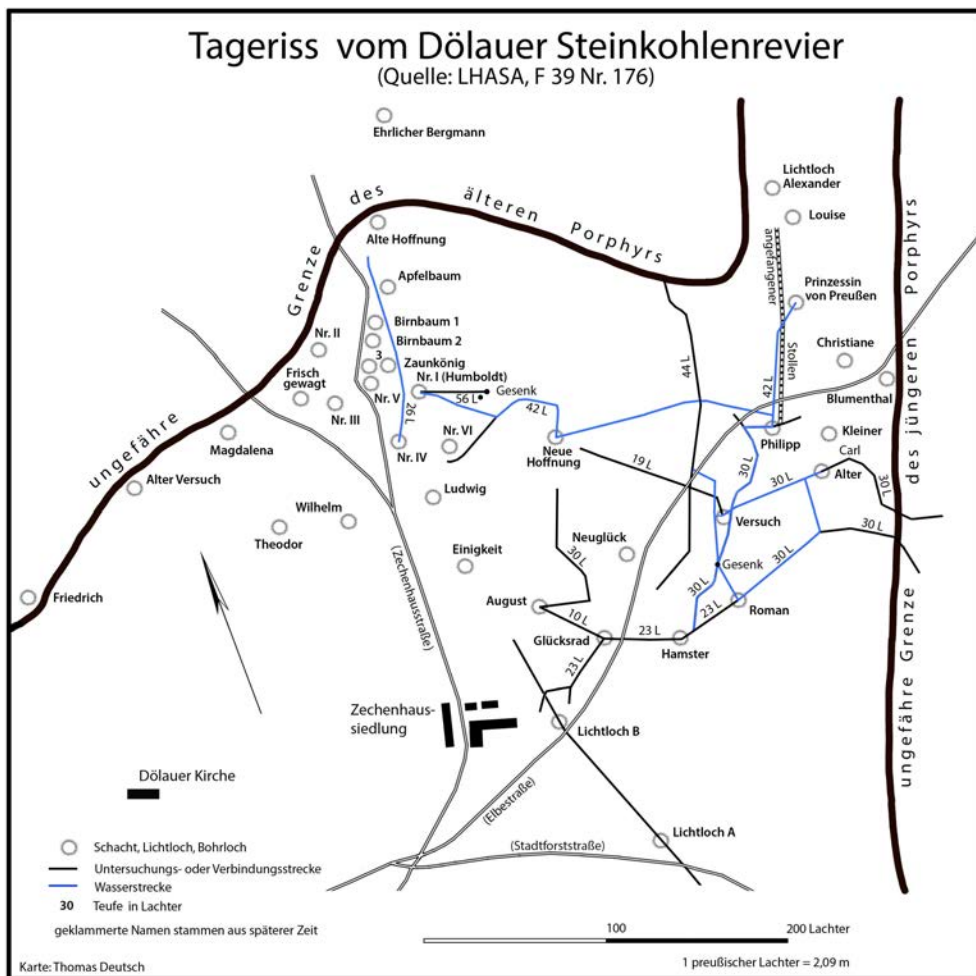 Tageriss vom Dölauer Steinkohlenrevier
(Quelle: LHASA, F 39 Nr. 176)
Ehrlicher Bergmann
Lichtloch
Alexander
Louise
ungefähre Grenze des älteren Porphyrs
Alte Hoffnung
angefangener Stollen
Apfelbaum
Prinzessin
von Preußen
Birnbaum 1
Nr. II
Birnbaum 2
Christiane
3
Zaunkönig
44 L
Nr. I (Humboldt)
Gesenk
Frisch
gewagt
56 L
42 L
42 L
Blumenthal
Nr. V
26 L
Nr. III
Nr. VI
Philipp
Kleiner
Magdalena
Nr. IV
Neue
Hoffnung
Carl
19 L
30 L
Alter
30 L
30 L
Alter Versuch
Ludwig
Wilhelm
Versuch
30 L
Theodor
Neuglück
Einigkeit
30 L
Gesenk
30 L
30 L
Friedrich
(Zechenhausstraße)
August
10 L
23 L
Roman
Glücksrad
23 L
Hamster
23 L
ungefähre Grenze des jüngeren Porphyrs
Zechenhaus-
siedlung
Lichtloch B
Dölauer Kirche
(Elbestraße)
(Stadtforststraße)
Lichtloch A
Schacht, Lichtloch, Bohrloch
Untersuchungs- oder Verbindungsstrecke
Wasserstrecke
30 Teufe in Lachter
geklammerte Namen stammen aus späterer Zeit
100 200 Lachter
Karte: Thomas Deutsch
1 preußischer Lachter = 2,09 m